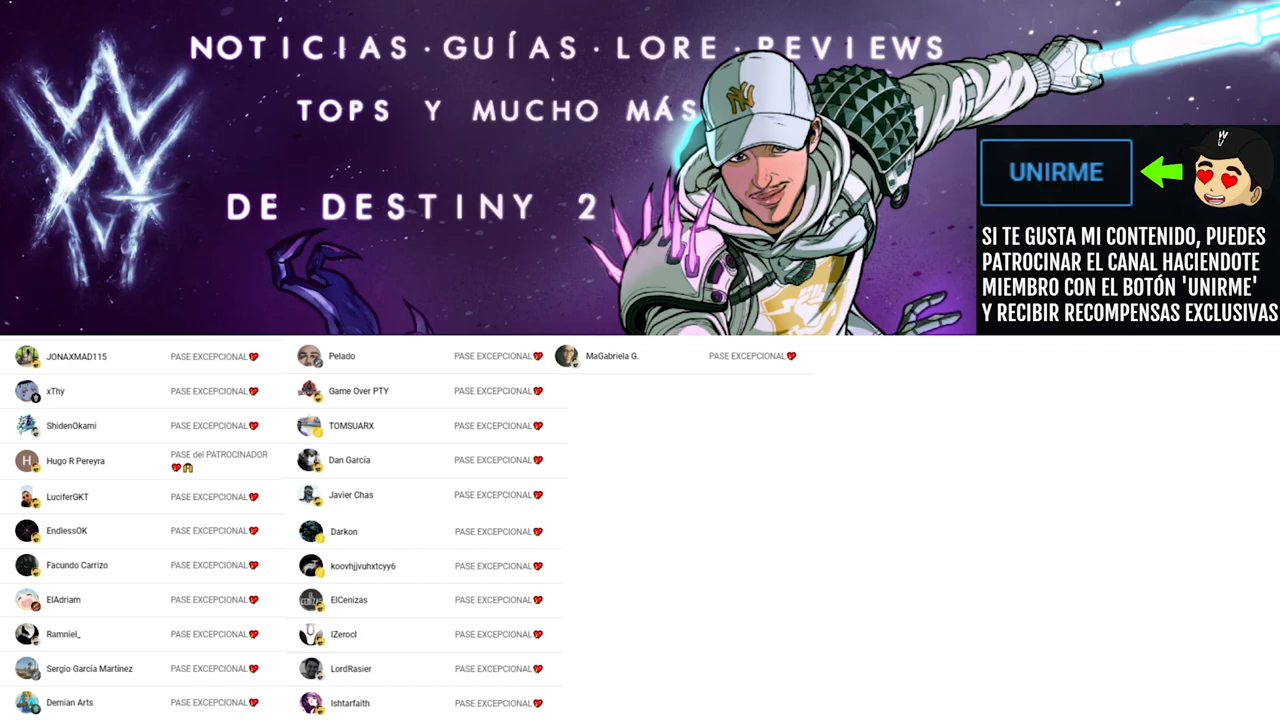 NOTICIAS · GUÍAS · LORE · REVIEWS
TOPS Y MUCHO MÁS
DE DESTINY 2
UNIRME
SI TE GUSTA MI CONTENIDO, PUEDES
PATROCINAR EL CANAL HACIENDOTE
MIEMBRO CON EL BOTÓN 'UNIRME'
Y RECIBIR RECOMPENSAS EXCLUSIVAS
JONAXMAD115 PASE EXCEPCIONAL
xThy PASE EXCEPCIONAL
ShidenOkami PASE EXCEPCIONAL
H
Hugo R Pereyra PASE del PATROCINADOR
LuciferGKT PASE EXCEPCIONAL
EndlessOK PASE EXCEPCIONAL
Facundo Carrizo PASE EXCEPCIONAL
ElAdriam PASE EXCEPCIONAL
Ramniel_ PASE EXCEPCIONAL
Sergio García Martínez PASE EXCEPCIONAL
Demian Arts PASE EXCEPCIONAL
Pelado PASE EXCEPCIONAL
Game Over PTY PASE EXCEPCIONAL
TOMSUARX PASE EXCEPCIONAL
Dan García PASE EXCEPCIONAL
Javier Chas PASE EXCEPCIONAL
Darkon PASE EXCEPCIONAL
koovhjjvuhxtcyy6 PASE EXCEPCIONAL
ElCenizas PASE EXCEPCIONAL
IZerocI PASE EXCEPCIONAL
LordRasier PASE EXCEPCIONAL
Ishtarfaith PASE EXCEPCIONAL
MaGabriela G. PASE EXCEPCIONAL